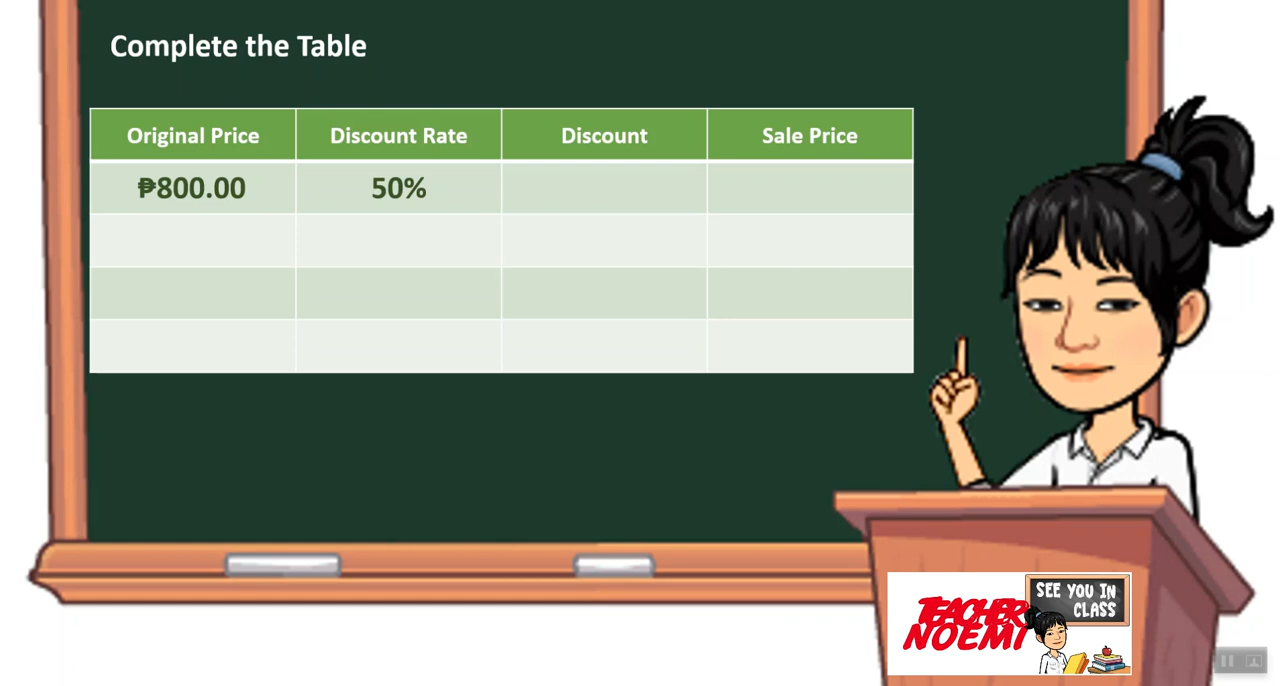 Complete the Table
Original Price Discount Rate Discount Sale Price
₱800.00 50%
SEE YOU IN
CLASS
TEACHER
NOEMI